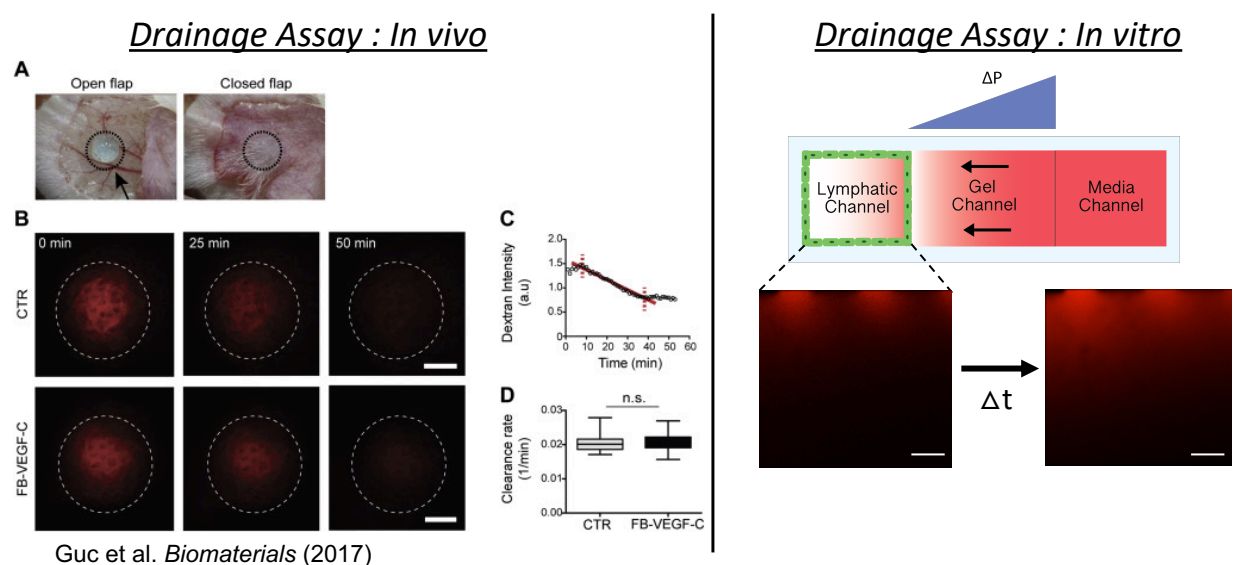 Drainage Assay : In vivo
A
Open flap
Closed flap
B
0 min
25 min
50 min
CTR
FB-VEGF-C
C
Dextran Intensity
(a.u)
2.0
1.5
1.0
0.5
0
0 10 20 30 40 50 60
Time (min)
D
n.s.
Clearance rate
(1/min)
0.03
0.02
0.01
0.00
CTR
FB-VEGF-C
Guc et al. Biomaterials (2017)
Drainage Assay : In vitro
ΔP
Lymphatic
Channel
Gel
Channel
Media
Channel
Δt